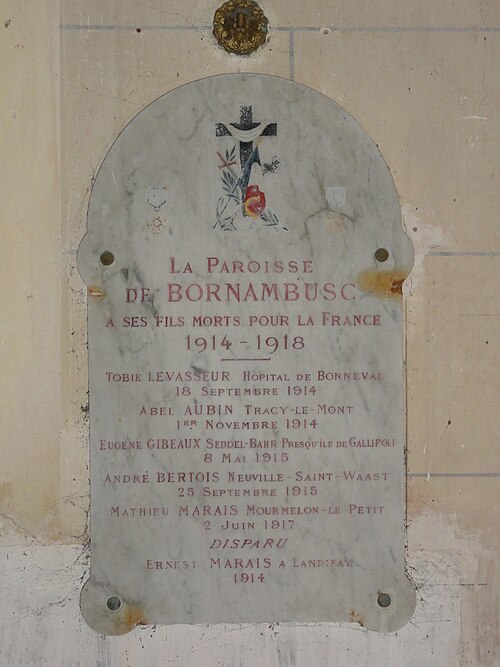 La Paroisse
de BORNAMBUSC
A SES FILS MORTS POUR LA FRANCE
1914 - 1918
Tobie LEVASSEUR Hôpital de Bonneval
18 Septembre 1914
Abel AUBIN Tracy-le-Mont
1er Novembre 1914
Eugène GIBEAUX Seddel-Bahr Presqu'ile de Gallipoli
8 Mai 1915
André BERTOIS Neuville-Saint-Waast
25 Septembre 1915
Mathieu MARAIS Mourmelon-le Petit
2 Juin 1917
DISPARU
Ernest MARAIS a Landifay
1914